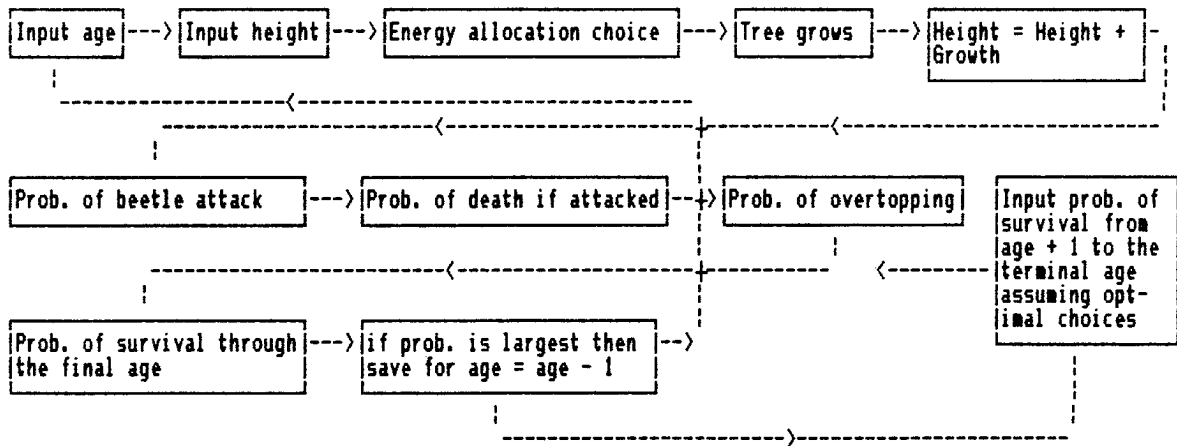 Input age
Input height
Energy allocation choice
Tree grows
Height = Height +
Growth
Prob. of beetle attack
Prob. of death if attacked
Prob. of overtopping
Input prob. of
survival from
age + 1 to the
terminal age
assuming opt-
imal choices
Prob. of survival through
the final age
if prob. is largest then
save for age = age - 1